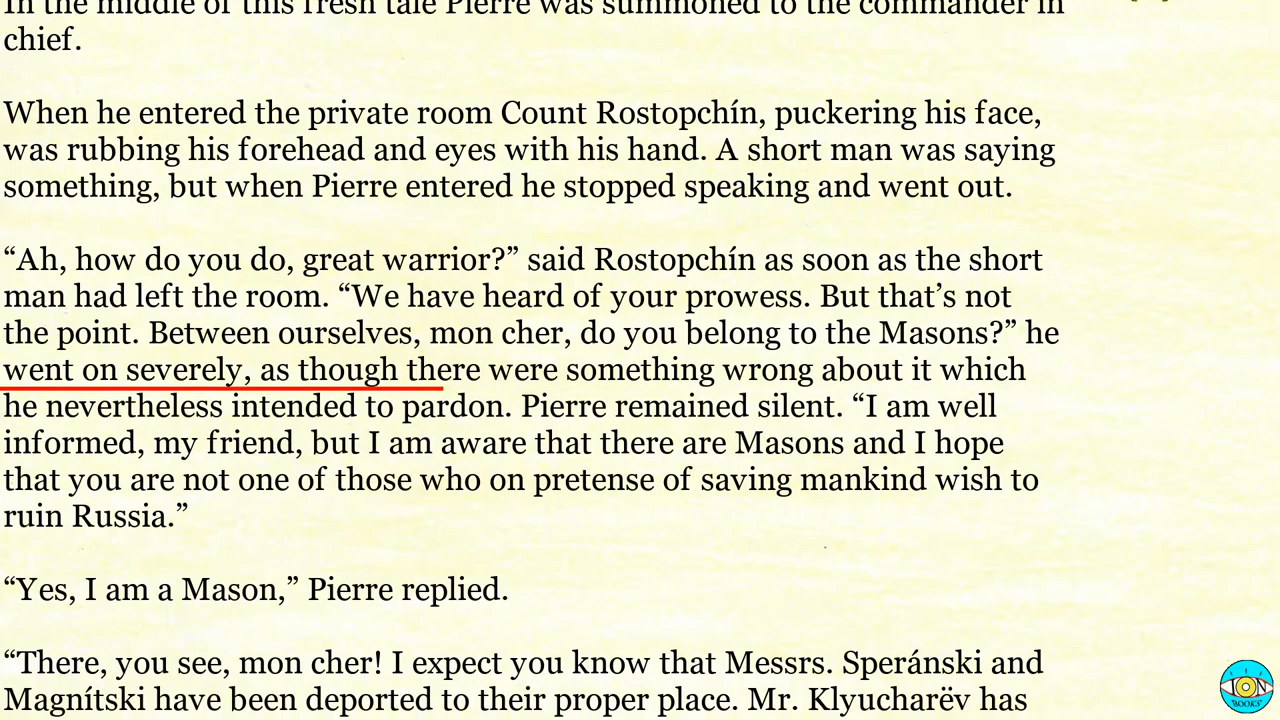 In the middle of this fresh tale Pierre was summoned to the commander in
chief.
When he entered the private room Count Rostopchín, puckering his face,
was rubbing his forehead and eyes with his hand. A short man was saying
something, but when Pierre entered he stopped speaking and went out.
“Ah, how do you do, great warrior?” said Rostopchín as soon as the short
man had left the room. “We have heard of your prowess. But that’s not
the point. Between ourselves, mon cher, do you belong to the Masons?” he
went on severely, as though there were something wrong about it which
he nevertheless intended to pardon. Pierre remained silent. “I am well
informed, my friend, but I am aware that there are Masons and I hope
that you are not one of those who on pretense of saving mankind wish to
ruin Russia.”
“Yes, I am a Mason,” Pierre replied.
“There, you see, mon cher! I expect you know that Messrs. Speránski and
Magnítski have been deported to their proper place. Mr. Klyucharëv has
ION
BOOKS